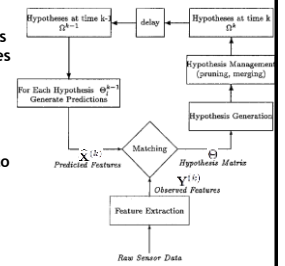 s
es
o
Hypotheses at time k-1
Ω^{k-1}
delay
Hypotheses at time k
Ω^k
For Each Hypothesis Θ_i^{k-1}
Generate Predictions
Hypothesis Management
(pruning, merging)
Hypothesis Generation
Matching
X̂^{(k)}
Predicted Features
Θ
Hypothesis Matrix
Y^{(k)}
Observed Features
Feature Extraction
Raw Sensor Data